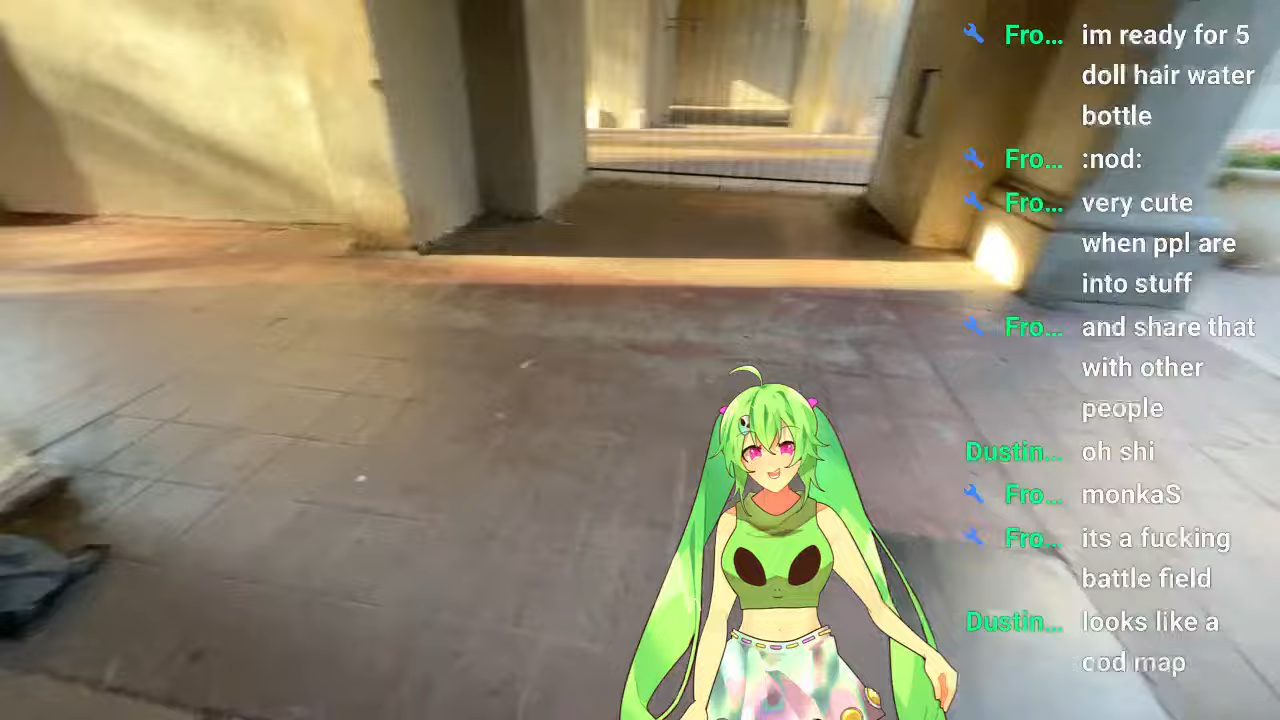 Fro... im ready for 5
doll hair water
bottle
Fro... :nod:
Fro... very cute
when ppl are
into stuff
Fro... and share that
with other
people
Dustin... oh shi
Fro... monkaS
Fro... its a fucking
battle field
Dustin... looks like a
cod map